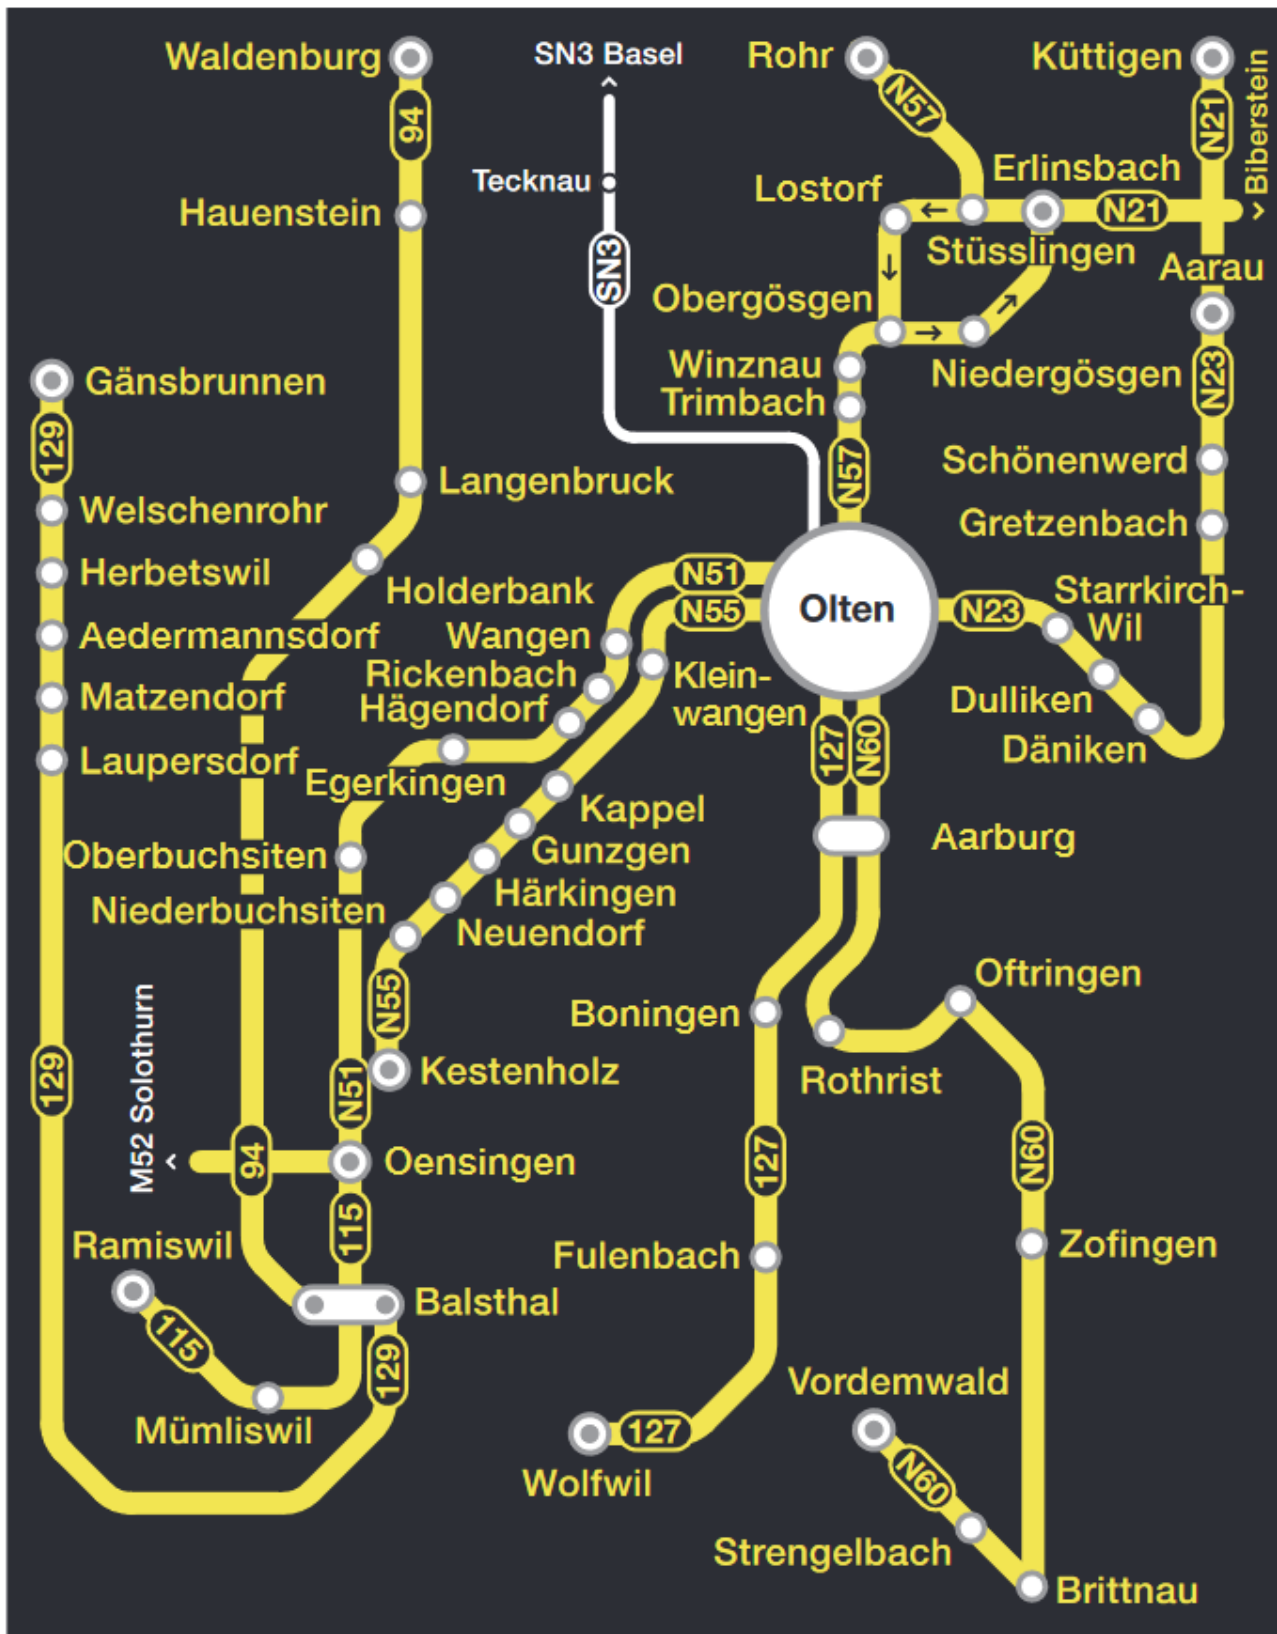 Waldenburg
SN3 Basel
Rohr
Küttigen
94
N57
N21
Biberstein
Tecknau
Erlinsbach
Lostorf
Hauenstein
N21
SN3
Stüsslingen
Aarau
Obergösgen
Winznau
Niedergösgen
N23
Gänsbrunnen
Trimbach
129
Langenbruck
N57
Schönenwerd
Welschenrohr
Gretzenbach
Herbetswil
Holderbank
N51
N55
Olten
N23
Starrkirch-
Wil
Aedermannsdorf
Wangen
Rickenbach
Klein-
wangen
Matzendorf
Hägendorf
Dulliken
127
N60
Däniken
Laupersdorf
Egerkingen
Kappel
Aarburg
Oberbuchsiten
Gunzgen
Niederbuchsiten
Härkingen
Neuendorf
Oftringen
N55
Boningen
M52 Solothurn
129
N51
Kestenholz
Rothrist
94
Oensingen
127
N60
115
Ramiswil
Fulenbach
Zofingen
Balsthal
115
129
Vordemwald
Mümliswil
127
Wolfwil
N60
Strengelbach
Brittnau